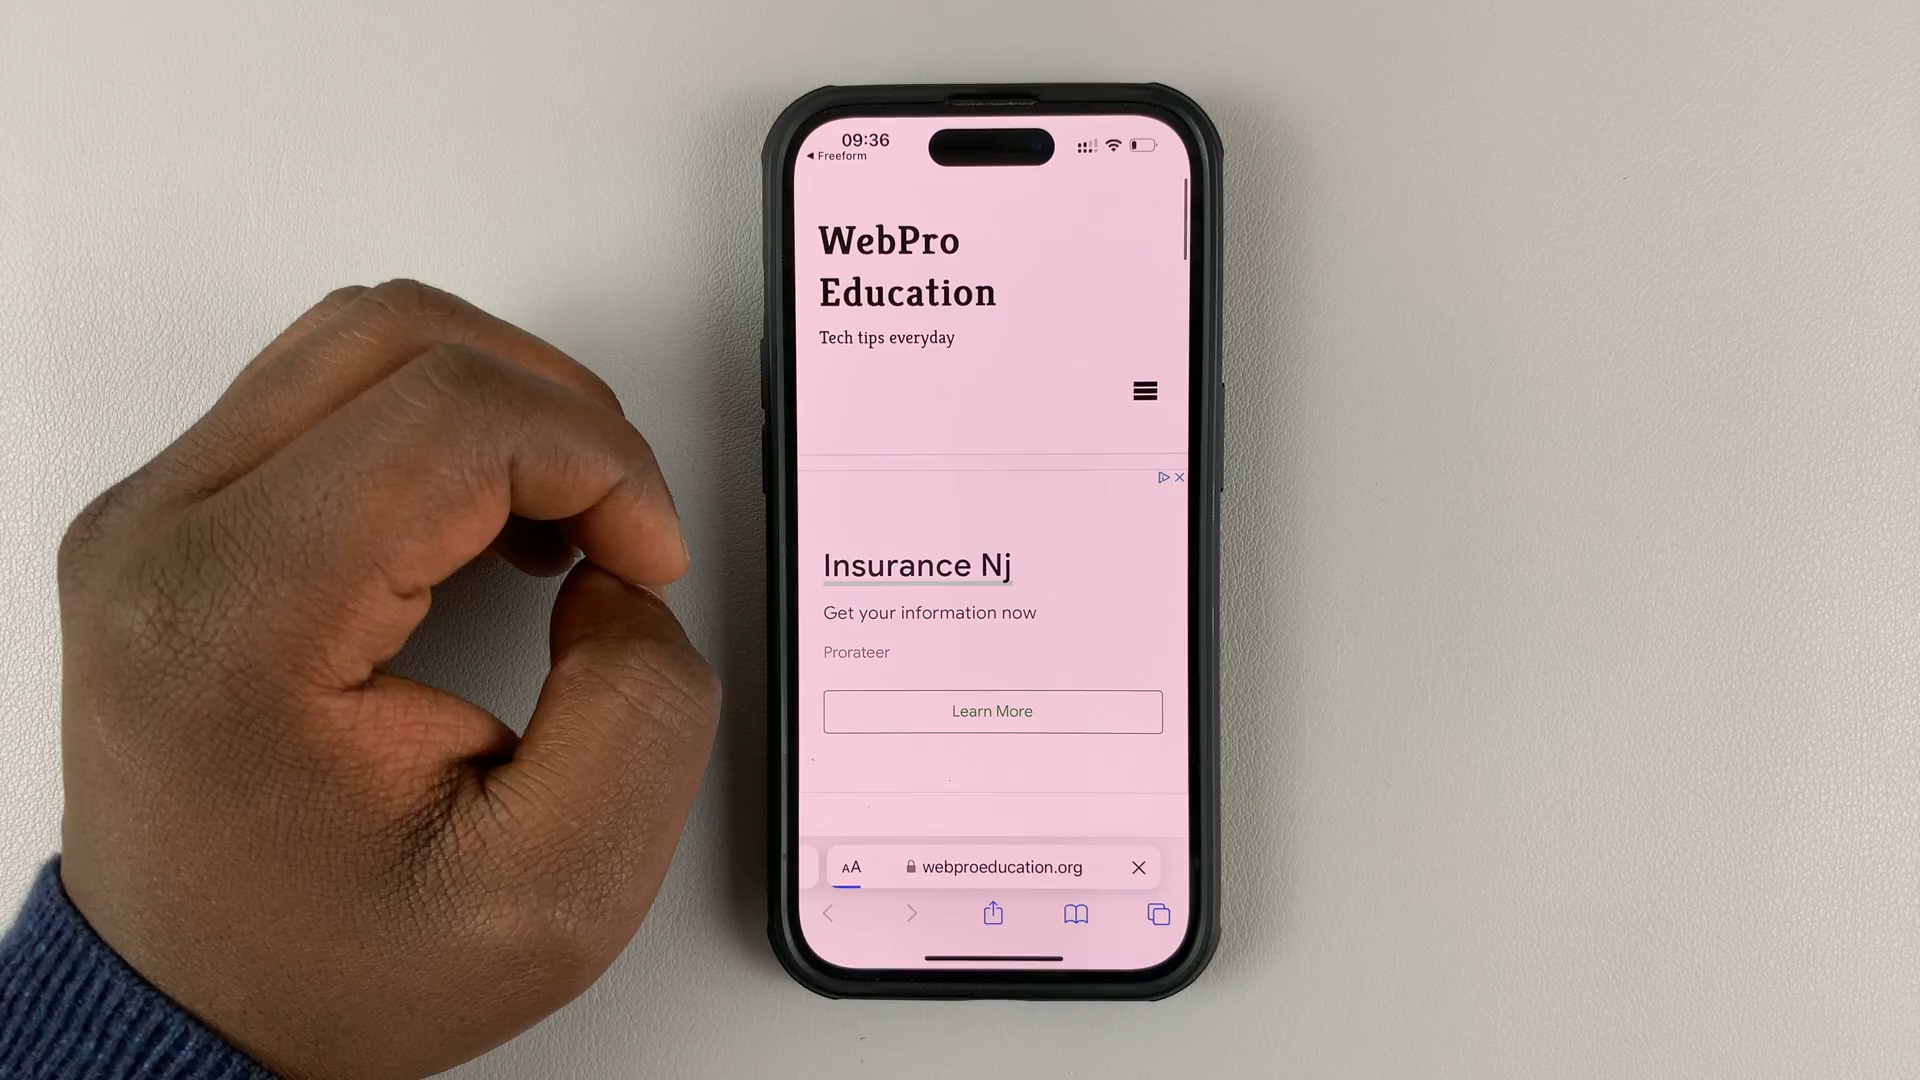 09:36
◀ Freeform
WebPro
Education
Tech tips everyday
Insurance Nj
Get your information now
Prorateer
Learn More
AA webproeducation.org